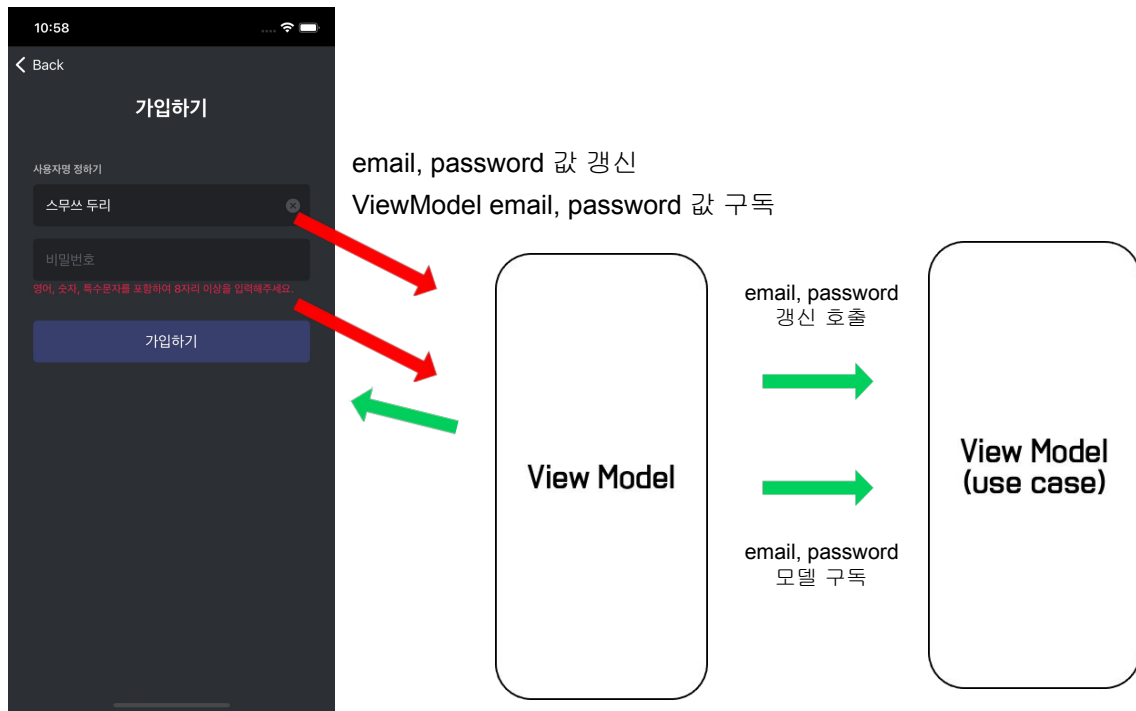 10:58
Back
가입하기
사용자명 정하기
스무쓰 두리
비밀번호
영어, 숫자, 특수문자를 포함하여 8자리 이상을 입력해주세요.
가입하기
email, password 값 갱신
ViewModel email, password 값 구독
View Model
email, password
갱신 호출
email, password
모델 구독
View Model
(use case)